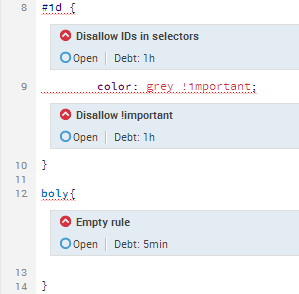 8 #id {
Disallow IDs in selectors
Open Debt: 1h
9 color: grey !important;
Disallow !important
Open Debt: 1h
10 }
11
12 boly{
Empty rule
Open Debt: 5min
13
14 }